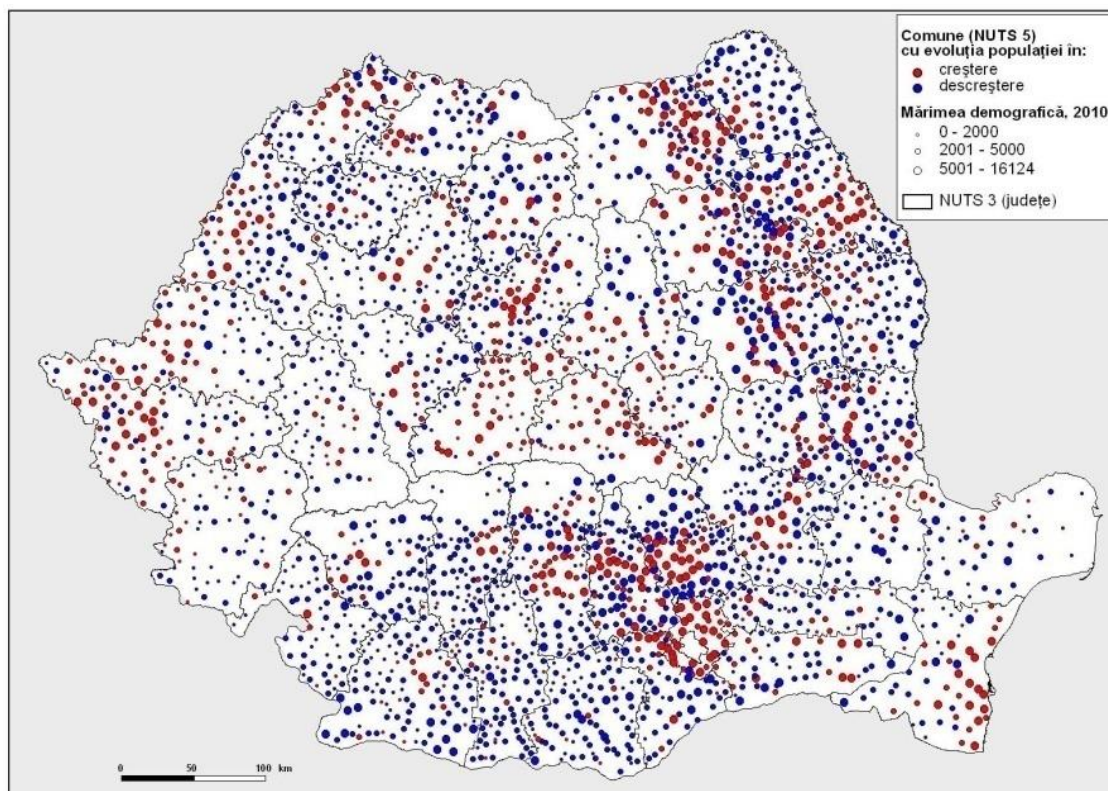 Comune (NUTS 5)
cu evoluția populației în:
creștere
descreștere
Mărimea demografică, 2010
0 - 2000
2001 - 5000
5001 - 16124
NUTS 3 (județe)
0 50 100 km